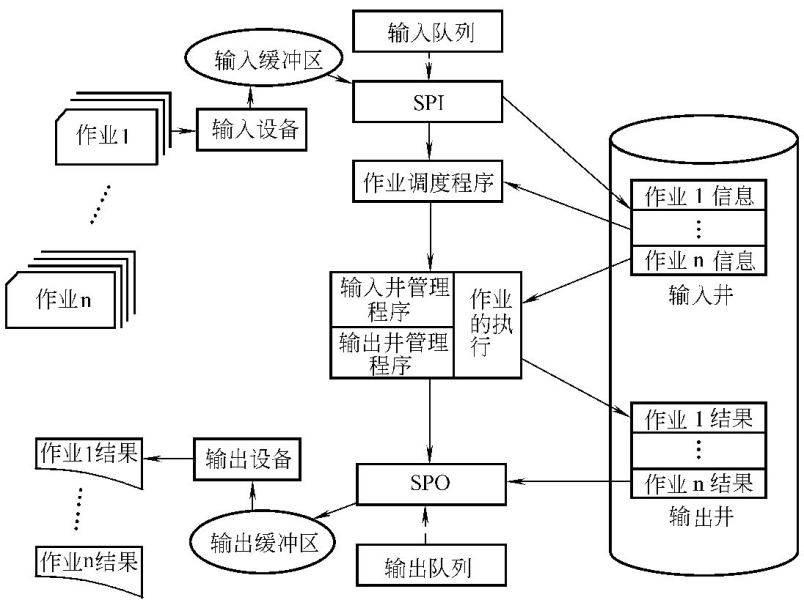 输入队列
输入缓冲区
SPI
作业1
输入设备
作业调度程序
作业 1 信息
⋮
作业 n 信息
输入井
⋮
作业n
输入井管理
程序
输出井管理
程序
作业
的执
行
作业 1 结果
⋮
作业 n 结果
输出井
作业1结果
输出设备
SPO
⋮
输出缓冲区
作业n结果
输出队列